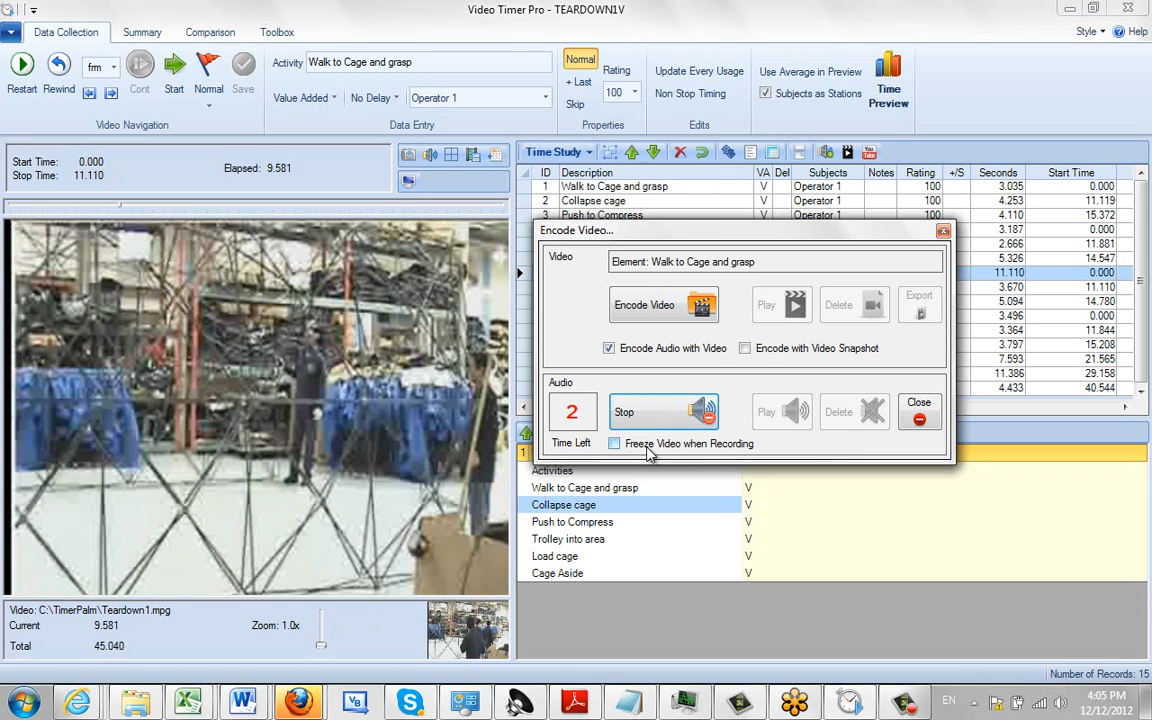 Video Timer Pro - TEARDOWN1V
Data Collection Summary Comparison Toolbox Style Help
Restart Rewind frm Cont Start Normal Save
Video Navigation
Activity Walk to Cage and grasp
Value Added No Delay Operator 1
Data Entry
Normal
+ Last
Skip
Rating
100
Properties
Update Every Usage
Non Stop Timing
Edits
Use Average in Preview
Subjects as Stations
Time
Preview
Start Time: 0.000
Stop Time: 11.110
Elapsed: 9.581
Time Study
You
Tube
ID Description VA Del Subjects Notes Rating +/S Seconds Start Time
1 Walk to Cage and grasp V Operator 1 100 3.035 0.000
2 Collapse cage V Operator 1 100 4.253 11.119
3 Push to Compress V Operator 1 100 4.110 15.372
3.187 0.000
2.666 11.881
5.326 14.547
11.110 0.000
3.670 11.110
5.094 14.780
3.496 0.000
3.364 11.844
3.797 15.208
7.593 21.565
11.386 29.158
4.433 40.544
Encode Video...
Video
Element: Walk to Cage and grasp
Encode Video
Play
Delete
Export
Encode Audio with Video
Encode with Video Snapshot
Audio
2
Time Left
Stop
Play
Delete
Close
Freeze Video when Recording
1
Activities
Walk to Cage and grasp V
Collapse cage V
Push to Compress V
Trolley into area V
Load cage V
Cage Aside V
Video: C:\TimerPalm\Teardown1.mpg
Current 9.581
Total 45.040
Zoom: 1.0x
Number of Records: 15
EN
4:05 PM
12/12/2012